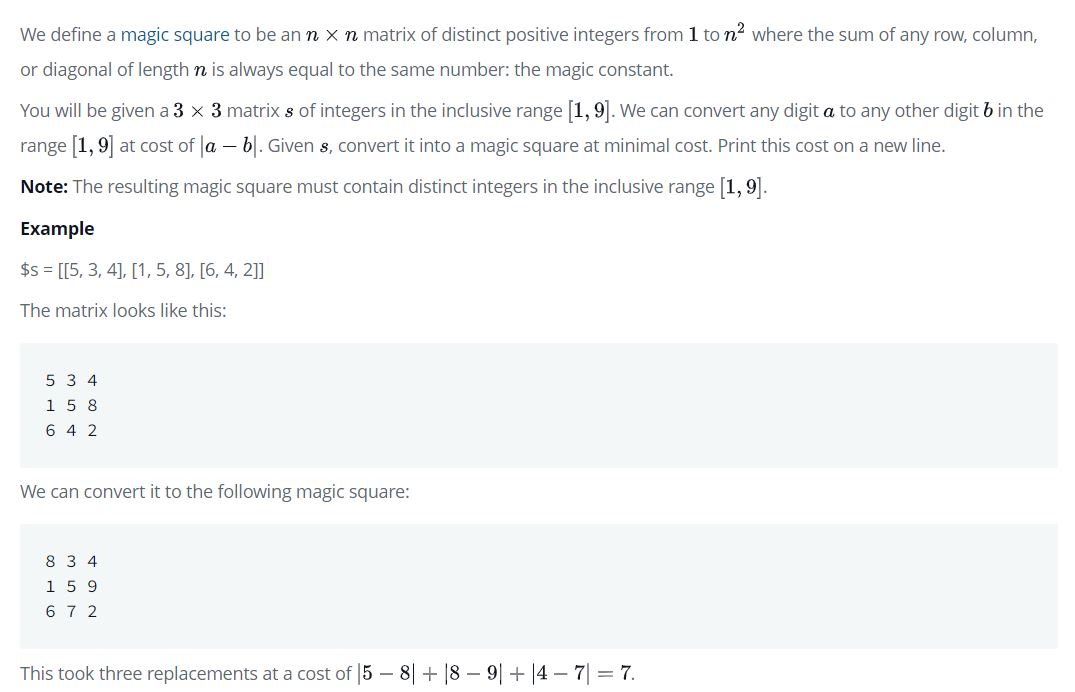 We define a magic square to be an n × n matrix of distinct positive integers from 1 to n² where the sum of any row, column,
or diagonal of length n is always equal to the same number: the magic constant.
You will be given a 3 × 3 matrix s of integers in the inclusive range [1, 9]. We can convert any digit a to any other digit b in the
range [1, 9] at cost of |a − b|. Given s, convert it into a magic square at minimal cost. Print this cost on a new line.
Note: The resulting magic square must contain distinct integers in the inclusive range [1, 9].
Example
$s = [[5, 3, 4], [1, 5, 8], [6, 4, 2]]
The matrix looks like this:
5 3 4
1 5 8
6 4 2
We can convert it to the following magic square:
8 3 4
1 5 9
6 7 2
This took three replacements at a cost of |5 − 8| + |8 − 9| + |4 − 7| = 7.